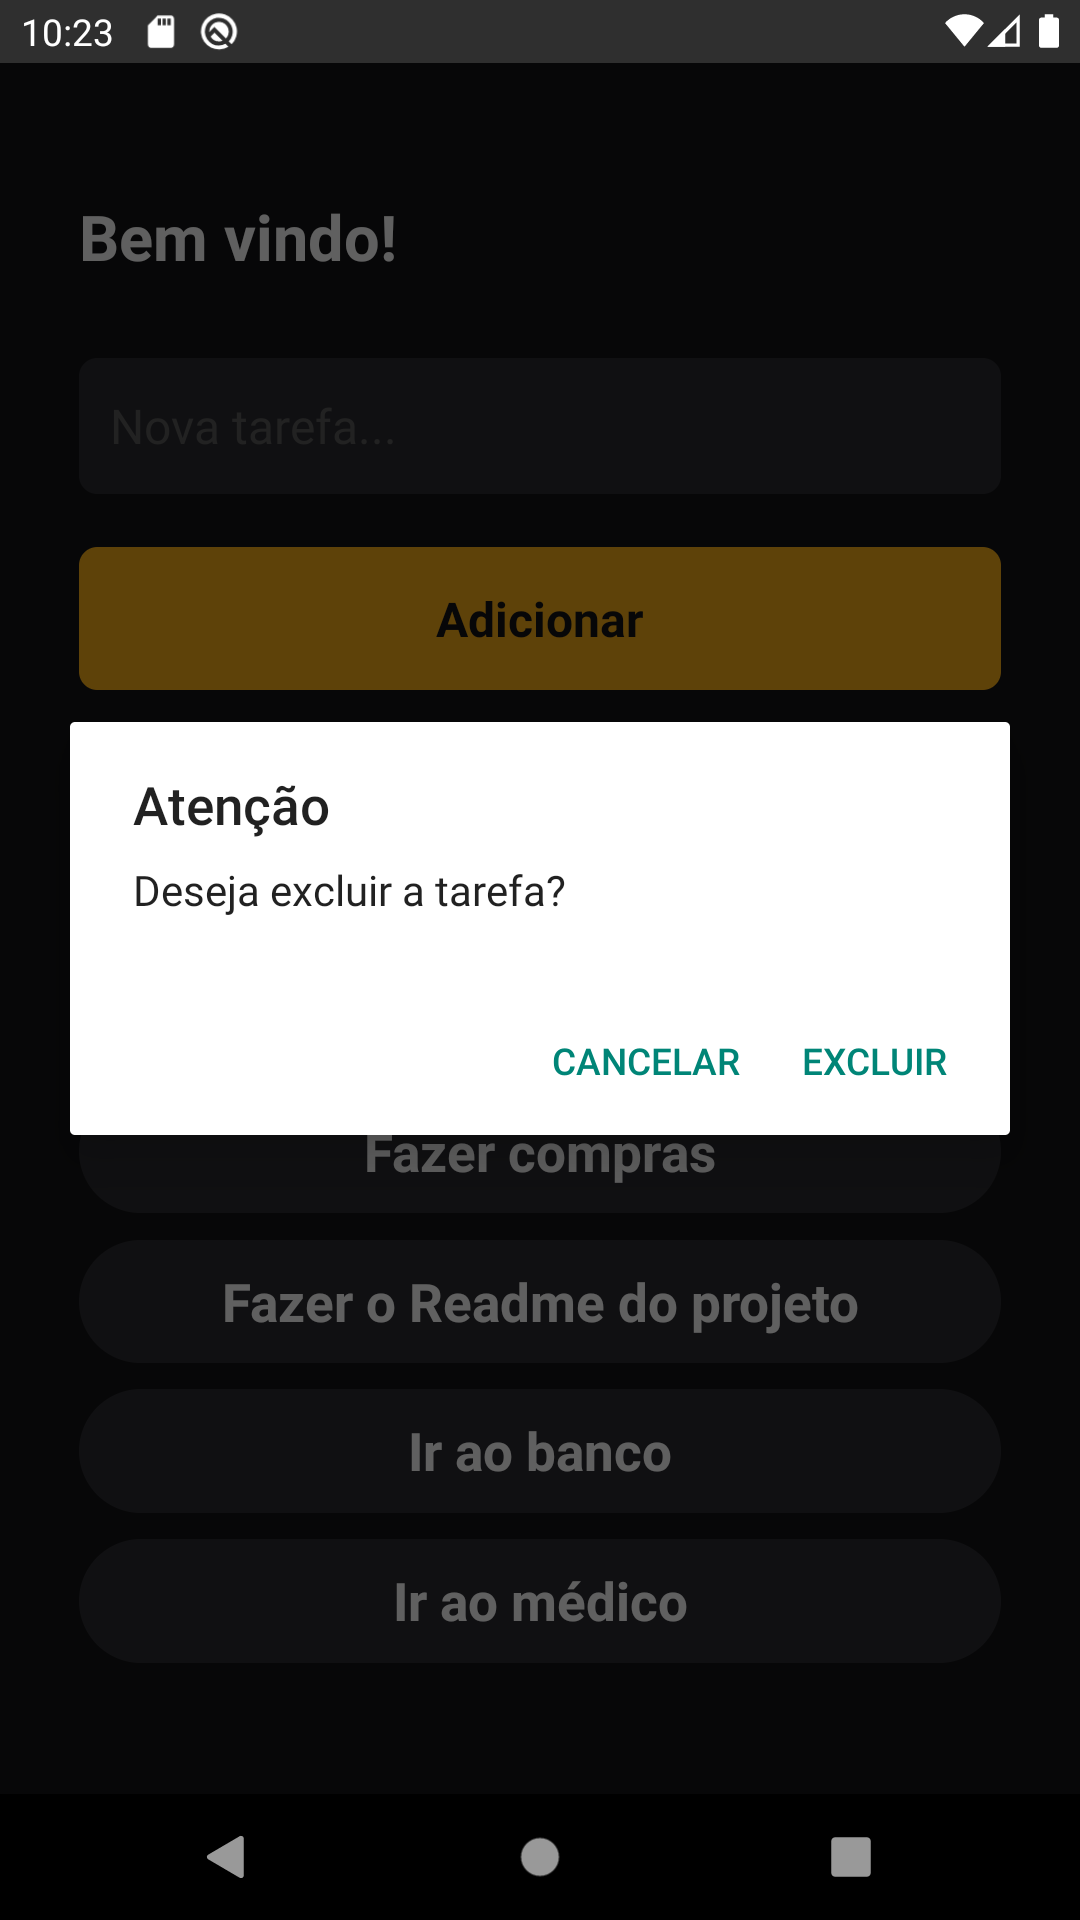 10:23
Bem vindo!
Nova tarefa...
Adicionar
Atenção
Deseja excluir a tarefa?
CANCELAR EXCLUIR
Fazer compras
Fazer o Readme do projeto
Ir ao banco
Ir ao médico